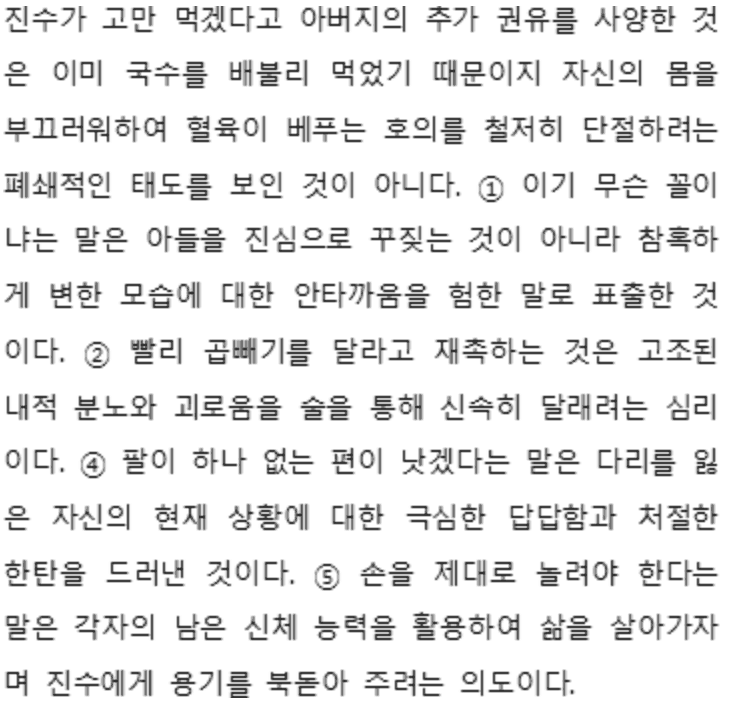 진수가 고만 먹겠다고 아버지의 추가 권유를 사양한 것
은 이미 국수를 배불리 먹었기 때문이지 자신의 몸을
부끄러워하여 혈육이 베푸는 호의를 철저히 단절하려는
폐쇄적인 태도를 보인 것이 아니다. ① 이기 무슨 꼴이
냐는 말은 아들을 진심으로 꾸짖는 것이 아니라 참혹하
게 변한 모습에 대한 안타까움을 험한 말로 표출한 것
이다. ② 빨리 곱빼기를 달라고 재촉하는 것은 고조된
내적 분노와 괴로움을 술을 통해 신속히 달래려는 심리
이다. ④ 팔이 하나 없는 편이 낫겠다는 말은 다리를 잃
은 자신의 현재 상황에 대한 극심한 답답함과 처절한
한탄을 드러낸 것이다. ⑤ 손을 제대로 놀려야 한다는
말은 각자의 남은 신체 능력을 활용하여 삶을 살아가자
며 진수에게 용기를 북돋아 주려는 의도이다.